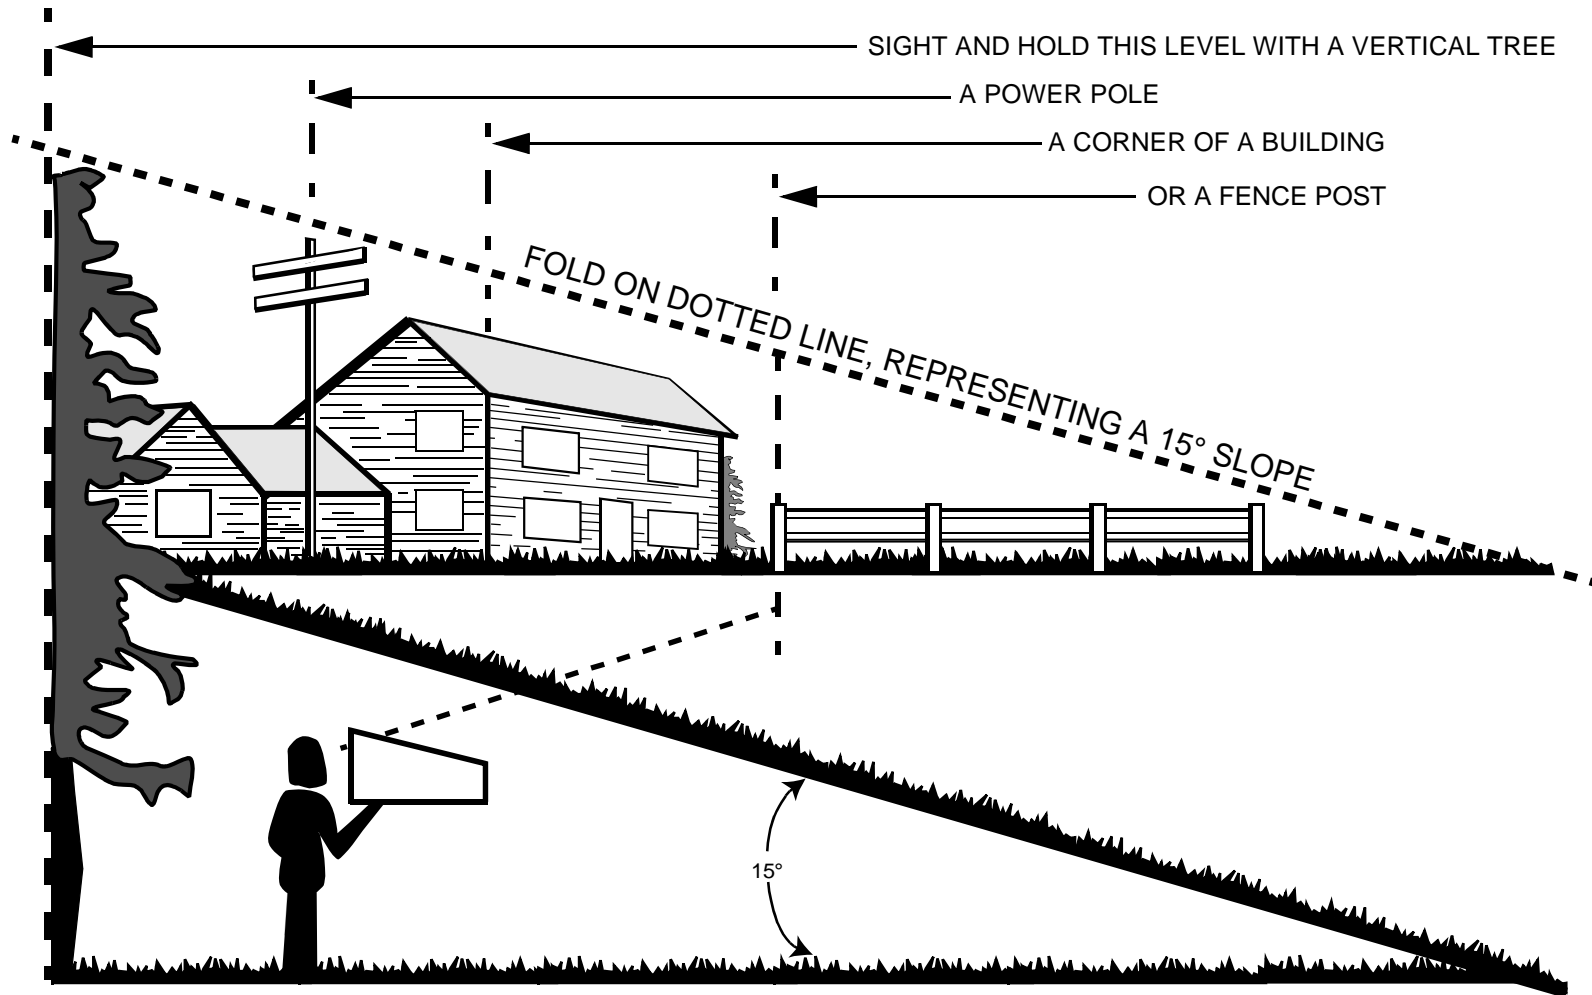 SIGHT AND HOLD THIS LEVEL WITH A VERTICAL TREE
A POWER POLE
A CORNER OF A BUILDING
OR A FENCE POST
FOLD ON DOTTED LINE, REPRESENTING A 15° SLOPE
15°